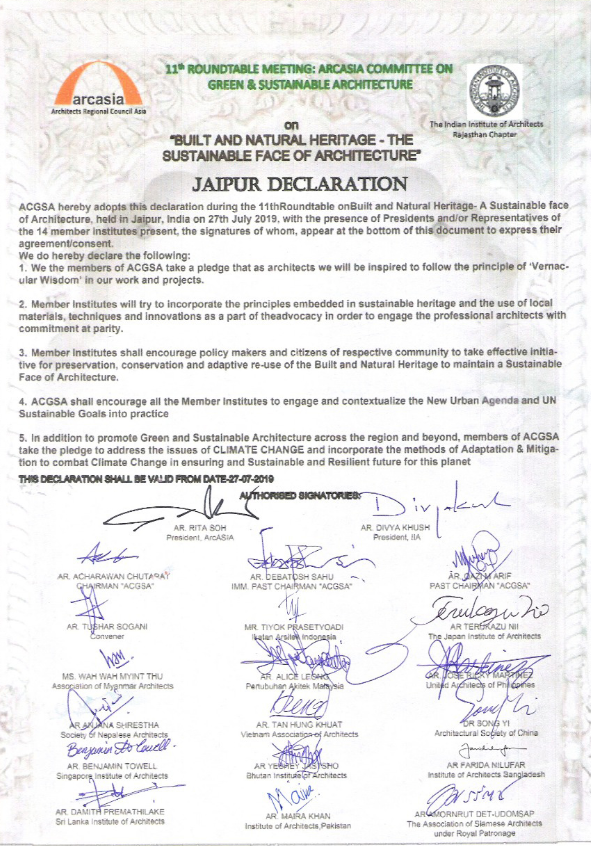 arcasia
Architects Regional Council Asia
11th ROUNDTABLE MEETING: ARCASIA COMMITTEE ON
GREEN & SUSTAINABLE ARCHITECTURE
The Indian Institute of Architects
Rajasthan Chapter
on
"BUILT AND NATURAL HERITAGE - THE
SUSTAINABLE FACE OF ARCHITECTURE"
JAIPUR DECLARATION
ACGSA hereby adopts this declaration during the 11thRoundtable onBuilt and Natural Heritage- A Sustainable face
of Architecture, held in Jaipur, India on 27th July 2019, with the presence of Presidents and/or Representatives of
the 14 member institutes present, the signatures of whom, appear at the bottom of this document to express their
agreement/consent.
We do hereby declare the following:
1. We the members of ACGSA take a pledge that as architects we will be inspired to follow the principle of 'Vernac-
ular Wisdom' in our work and projects.
2. Member Institutes will try to incorporate the principles embedded in sustainable heritage and the use of local
materials, techniques and innovations as a part of theadvocacy in order to engage the professional architects with
commitment at parity.
3. Member Institutes shall encourage policy makers and citizens of respective community to take effective initia-
tive for preservation, conservation and adaptive re-use of the Built and Natural Heritage to maintain a Sustainable
Face of Architecture.
4. ACGSA shall encourage all the Member Institutes to engage and contextualize the New Urban Agenda and UN
Sustainable Goals into practice
5. In addition to promote Green and Sustainable Architecture across the region and beyond, members of ACGSA
take the pledge to address the issues of CLIMATE CHANGE and incorporate the methods of Adaptation & Mitiga-
tion to combat Climate Change in ensuring and Sustainable and Resilient future for this planet
THIS DECLARATION SHALL BE VALID FROM DATE-27-07-2019
AUTHORISED SIGNATORIES:
AR. RITA SOH
President, ArcASIA
AR. DIVYA KHUSH
President, IIA
AR. ACHARAWAN CHUTARAT
CHAIRMAN "ACGSA"
AR. DEBATOSH SAHU
IMM. PAST CHAIRMAN "ACGSA"
AR. QAZI M ARIF
PAST CHAIRMAN "ACGSA"
AR. TUSHAR SOGANI
Convener
MR. TIYOK PRASETYOADI
Ikatan Arsitek Indonesia
AR TERUKAZU NII
The Japan Institute of Architects
MS. WAH WAH MYINT THU
Association of Myanmar Architects
AR. ALICE LEONG
Pertubuhan Akitek Malaysia
AR. JOSE RICKY MARTINEZ
United Architects of Philippines
AR ANJANA SHRESTHA
Society of Nepalese Architects
AR. TAN HUNG KHUAT
Vietnam Association of Architects
DR SONG YI
Architectural Society of China
AR. BENJAMIN TOWELL
Singapore Institute of Architects
AR
Bhutan Institute of Architects
AR FARIDA NILUFAR
Institute of Architects Bangladesh
AR. DAMITH PREMATHILAKE
Sri Lanka Institute of Architects
AR. MAIRA KHAN
Institute of Architects,Pakistan
AR AMORNRUT DET-UDOMSAP
The Association of Siamese Architects
under Royal Patronage